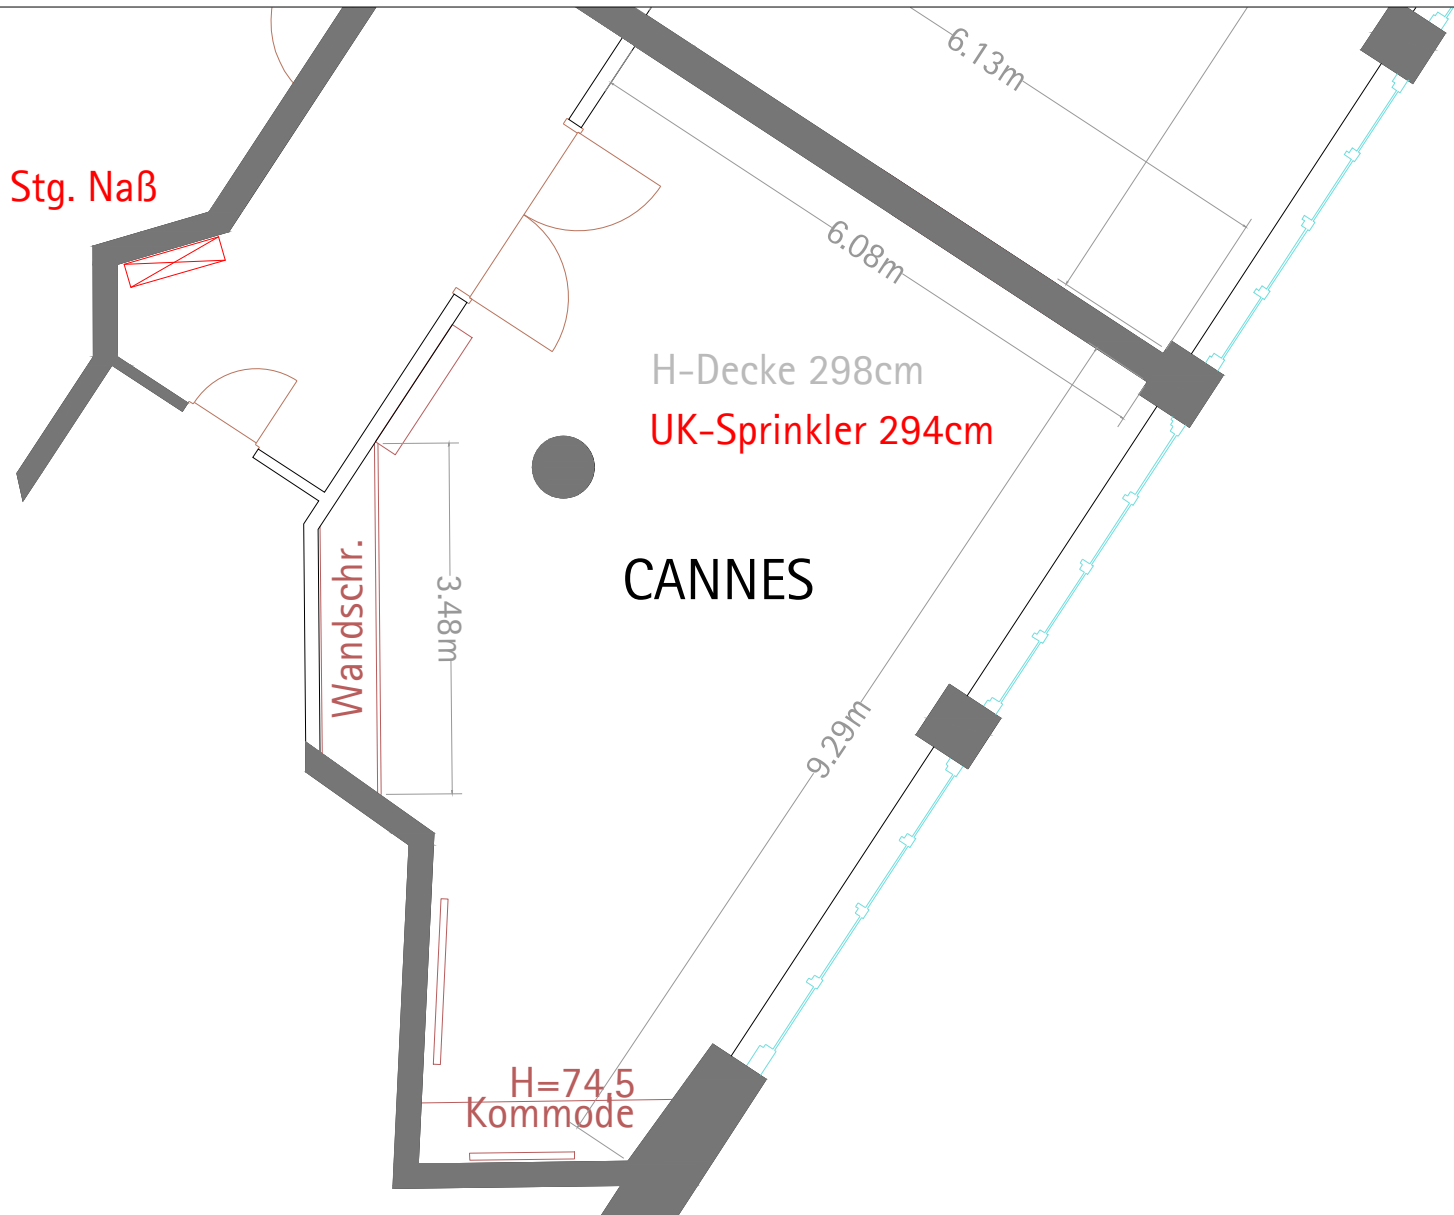 6.13m
Stg. Naß
6.08m
H-Decke 298cm
UK-Sprinkler 294cm
Wandschr.
3.48m
CANNES
9.29m
H=74,5
Kommode